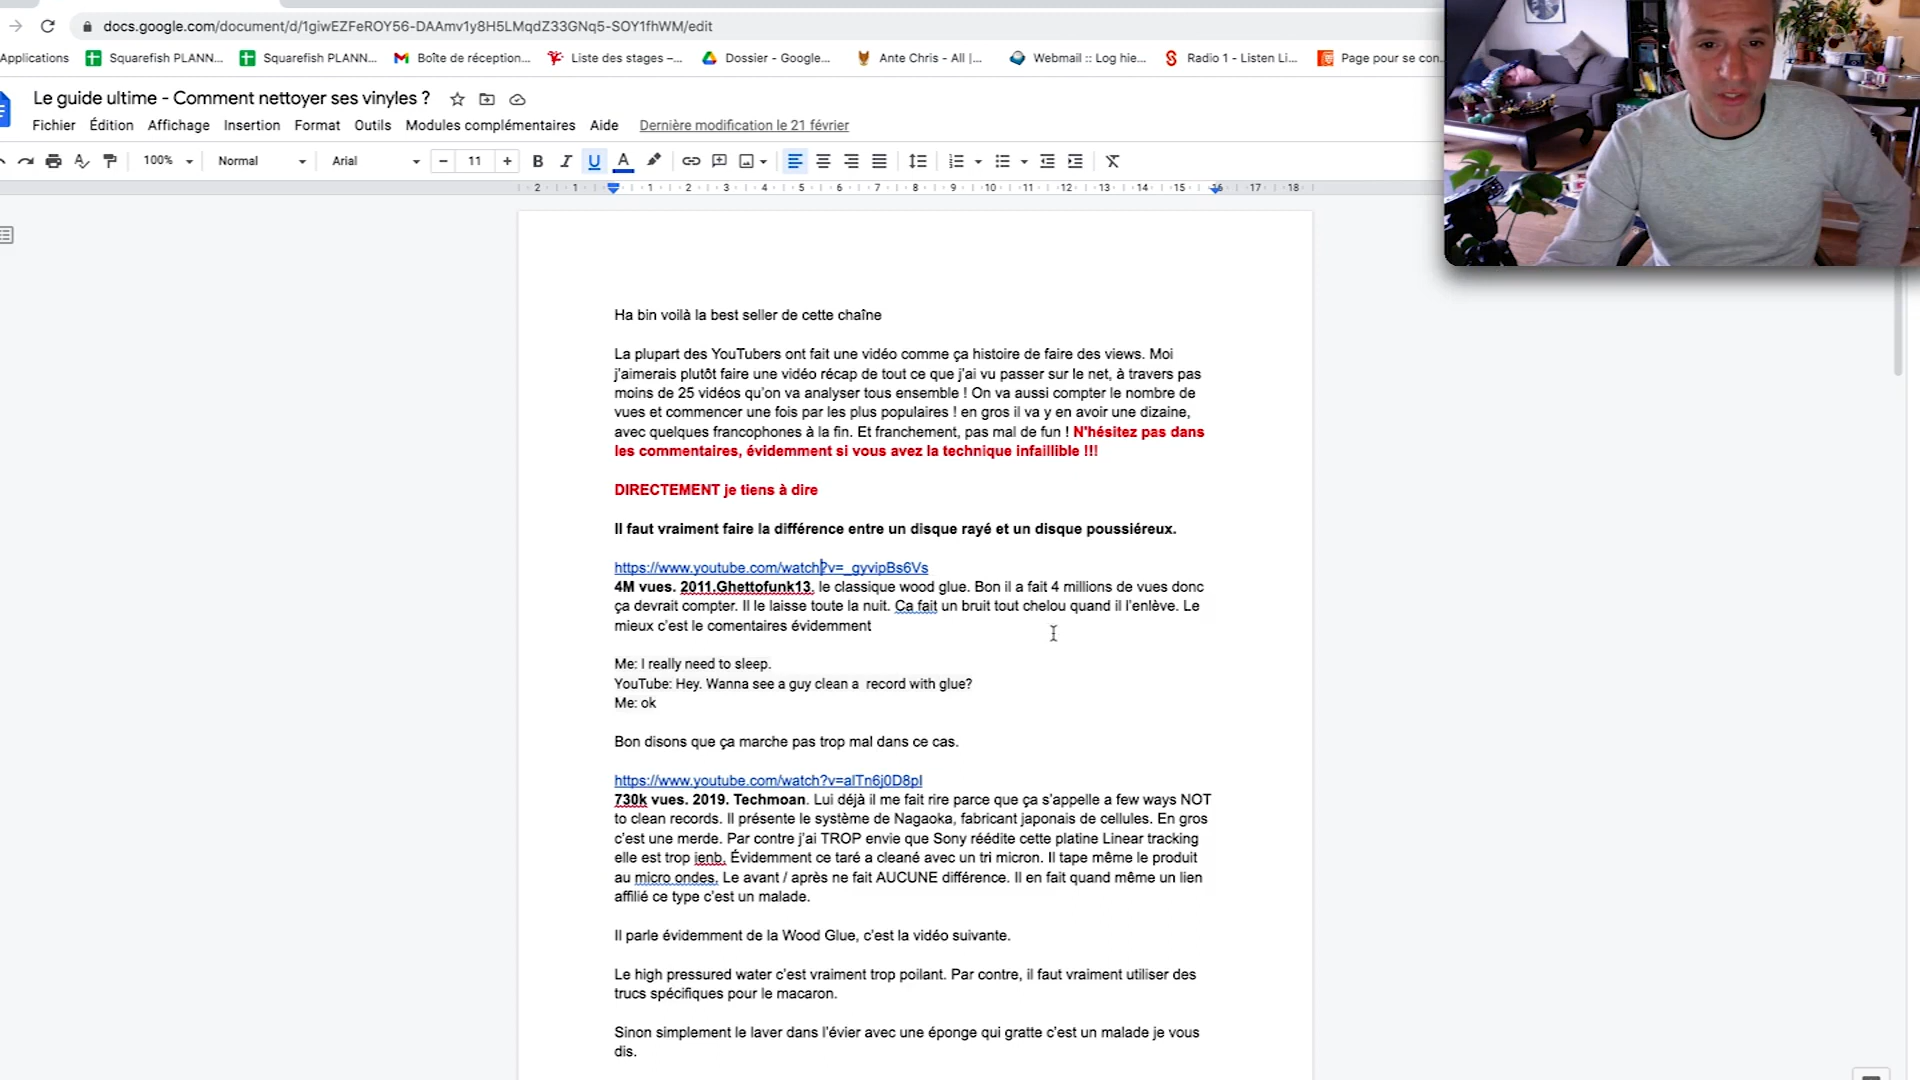 docs.google.com/document/d/1giwEZFeROY56-DAAmv1y8H5LMqdZ33GNq5-SOY1fhWM/edit
Applications Squarefish PLANN... Squarefish PLANN... Boîte de réception... Liste des stages –... Dossier - Google... Ante Chris - All |... Webmail :: Log hie... Radio 1 - Listen Li... Page pour se con...
Le guide ultime - Comment nettoyer ses vinyles ?
Fichier Édition Affichage Insertion Format Outils Modules complémentaires Aide Dernière modification le 21 février
100% Normal Arial 11
2 1 1 2 3 4 5 6 7 8 9 10 11 12 13 14 15 16 17 18
Ha bin voilà la best seller de cette chaîne
La plupart des YouTubers ont fait une vidéo comme ça histoire de faire des views. Moi
j'aimerais plutôt faire une vidéo récap de tout ce que j'ai vu passer sur le net, à travers pas
moins de 25 vidéos qu'on va analyser tous ensemble ! On va aussi compter le nombre de
vues et commencer une fois par les plus populaires ! en gros il va y en avoir une dizaine,
avec quelques francophones à la fin. Et franchement, pas mal de fun ! N'hésitez pas dans
les commentaires, évidemment si vous avez la technique infaillible !!!
DIRECTEMENT je tiens à dire
Il faut vraiment faire la différence entre un disque rayé et un disque poussiéreux.
https://www.youtube.com/watch?v=_gyvipBs6Vs
4M vues. 2011.Ghettofunk13. le classique wood glue. Bon il a fait 4 millions de vues donc
ça devrait compter. Il le laisse toute la nuit. Ca fait un bruit tout chelou quand il l'enlève. Le
mieux c'est le comentaires évidemment
Me: I really need to sleep.
YouTube: Hey. Wanna see a guy clean a record with glue?
Me: ok
Bon disons que ça marche pas trop mal dans ce cas.
https://www.youtube.com/watch?v=alTn6j0D8pI
730k vues. 2019. Techmoan. Lui déjà il me fait rire parce que ça s'appelle a few ways NOT
to clean records. Il présente le système de Nagaoka, fabricant japonais de cellules. En gros
c'est une merde. Par contre j'ai TROP envie que Sony réédite cette platine Linear tracking
elle est trop ienb. Évidemment ce taré a cleané avec un tri micron. Il tape même le produit
au micro ondes. Le avant / après ne fait AUCUNE différence. Il en fait quand même un lien
affilié ce type c'est un malade.
Il parle évidemment de la Wood Glue, c'est la vidéo suivante.
Le high pressured water c'est vraiment trop poilant. Par contre, il faut vraiment utiliser des
trucs spécifiques pour le macaron.
Sinon simplement le laver dans l'évier avec une éponge qui gratte c'est un malade je vous
dis.